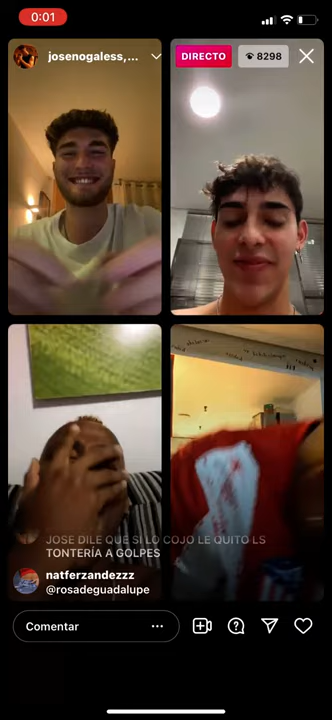 0:01
josenogaless,...
DIRECTO
8298
JOSE DILE QUE SI LO COJO LE QUITO LS
TONTERÍA A GOLPES
natferzandezzz
@rosadeguadalupe
Comentar